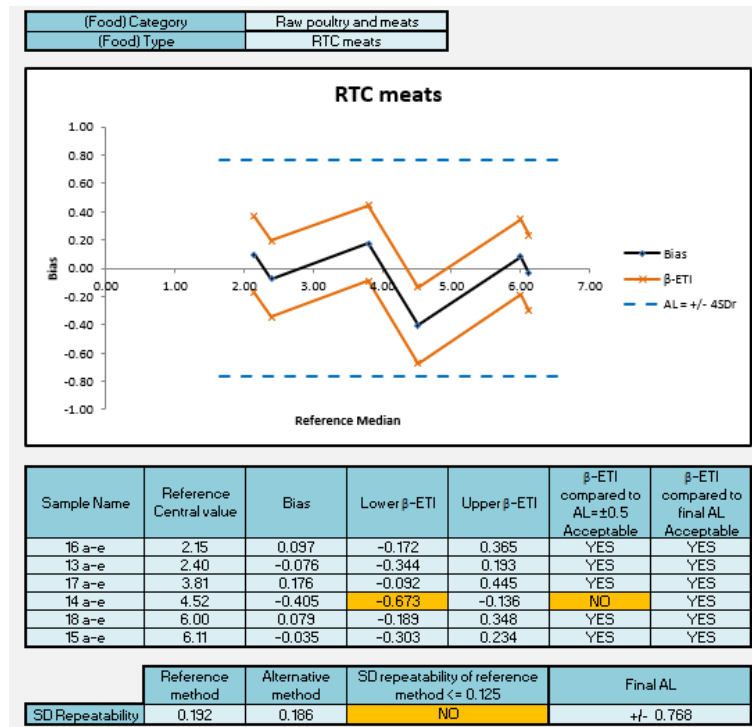 (Food) Category Raw poultry and meats
(Food) Type RTC meats
RTC meats
1.00
0.80
0.60
0.40
0.20
0.00
-0.20
-0.40
-0.60
-0.80
-1.00
0.00 1.00 2.00 3.00 4.00 5.00 6.00 7.00
Bias
Reference Median
Bias
β-ETI
AL = +/- 4SDr
Sample Name Reference Central value Bias Lower β-ETI Upper β-ETI β-ETI compared to AL=±0.5 Acceptable β-ETI compared to final AL Acceptable
16 a-e 2.15 0.097 -0.172 0.365 YES YES
13 a-e 2.40 -0.076 -0.344 0.193 YES YES
17 a-e 3.81 0.176 -0.092 0.445 YES YES
14 a-e 4.52 -0.405 -0.673 -0.136 NO YES
18 a-e 6.00 0.079 -0.189 0.348 YES YES
15 a-e 6.11 -0.035 -0.303 0.234 YES YES
Reference method Alternative method SD repeatability of reference method <= 0.125 Final AL
SD Repeatability 0.192 0.186 NO +/- 0.768